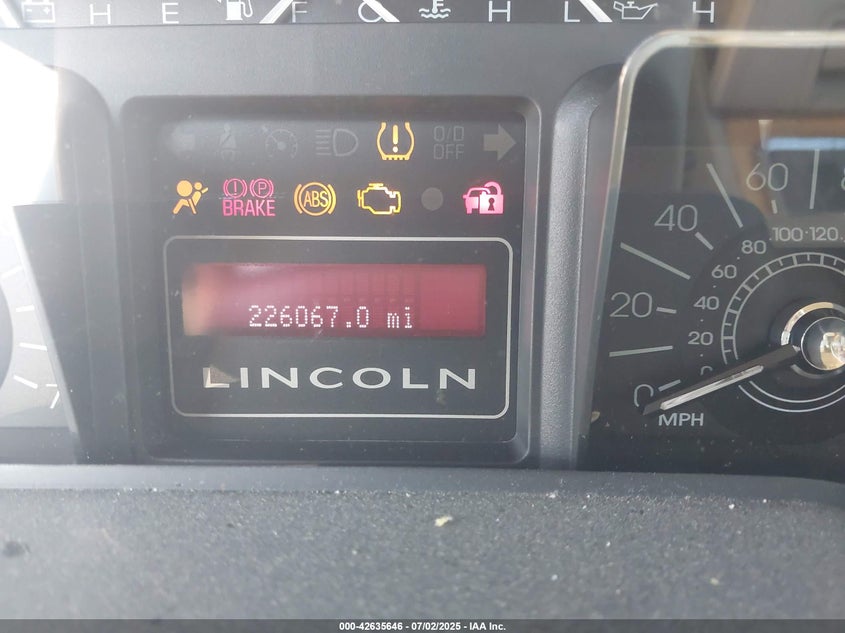 H E F C H L H
O/D
OFF
BRAKE
ABS
226067.0 mi
LINCOLN
0 20 40 60
20 40 60 80 100 120
MPH
000-42635646 - 07/02/2025 - IAA Inc.